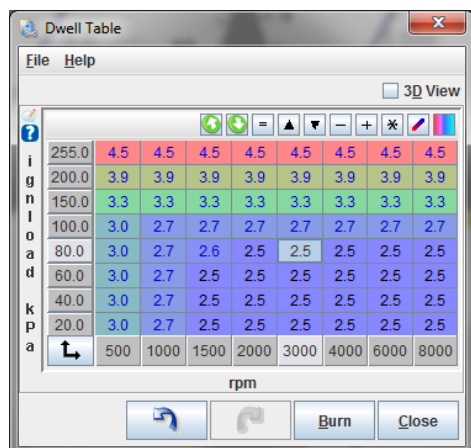 Dwell Table
File Help
3D View
= - + *
255.0 4.5 4.5 4.5 4.5 4.5 4.5 4.5 4.5
200.0 3.9 3.9 3.9 3.9 3.9 3.9 3.9 3.9
150.0 3.3 3.3 3.3 3.3 3.3 3.3 3.3 3.3
100.0 3.0 2.7 2.7 2.7 2.7 2.7 2.7 2.7
80.0 3.0 2.7 2.6 2.5 2.5 2.5 2.5 2.5
60.0 3.0 2.7 2.5 2.5 2.5 2.5 2.5 2.5
40.0 3.0 2.7 2.5 2.5 2.5 2.5 2.5 2.5
20.0 3.0 2.7 2.5 2.5 2.5 2.5 2.5 2.5
500 1000 1500 2000 3000 4000 6000 8000
ignload kPa
rpm
Burn Close